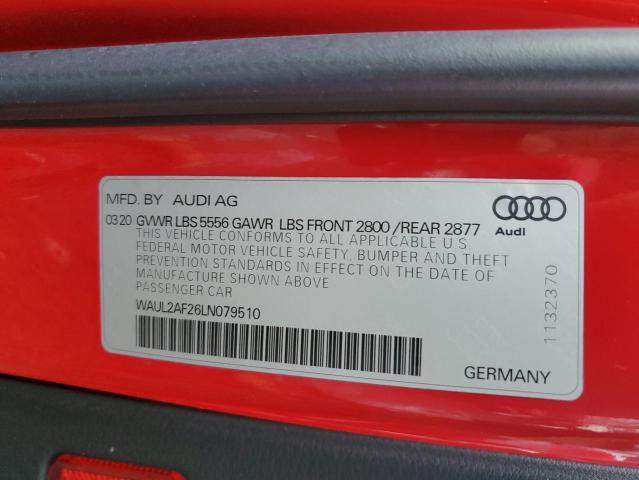 MFD. BY AUDI AG
03.20 GVWR LBS 5556 GAWR LBS FRONT 2800 /REAR 2877
THIS VEHICLE CONFORMS TO ALL APPLICABLE U.S.
FEDERAL MOTOR VEHICLE SAFETY, BUMPER AND THEFT
PREVENTION STANDARDS IN EFFECT ON THE DATE OF
MANUFACTURE SHOWN ABOVE
PASSENGER CAR
WAUL2AF26LN079510
Audi
1132370
GERMANY